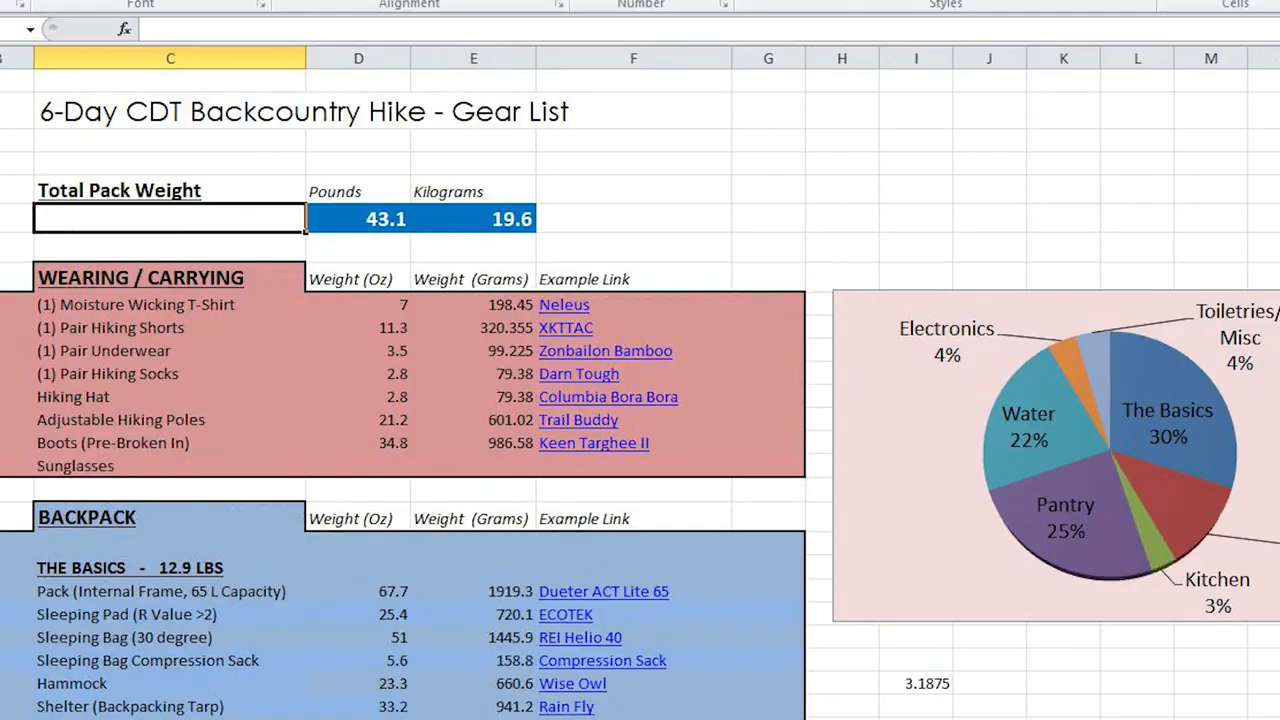 Font Alignment Number Styles Cells
fx
B C D E F G H I J K L M
6-Day CDT Backcountry Hike - Gear List
Total Pack Weight Pounds Kilograms
43.1 19.6
WEARING / CARRYING Weight (Oz) Weight (Grams) Example Link
(1) Moisture Wicking T-Shirt 7 198.45 Neleus
(1) Pair Hiking Shorts 11.3 320.355 XKTTAC
(1) Pair Underwear 3.5 99.225 Zonbailon Bamboo
(1) Pair Hiking Socks 2.8 79.38 Darn Tough
Hiking Hat 2.8 79.38 Columbia Bora Bora
Adjustable Hiking Poles 21.2 601.02 Trail Buddy
Boots (Pre-Broken In) 34.8 986.58 Keen Targhee II
Sunglasses
BACKPACK Weight (Oz) Weight (Grams) Example Link
THE BASICS - 12.9 LBS
Pack (Internal Frame, 65 L Capacity) 67.7 1919.3 Dueter ACT Lite 65
Sleeping Pad (R Value >2) 25.4 720.1 ECOTEK
Sleeping Bag (30 degree) 51 1445.9 REI Helio 40
Sleeping Bag Compression Sack 5.6 158.8 Compression Sack
Hammock 23.3 660.6 Wise Owl
Shelter (Backpacking Tarp) 33.2 941.2 Rain Fly
Electronics
4%
Toiletries/
Misc
4%
Water
22%
The Basics
30%
Pantry
25%
Kitchen
3%
3.1875